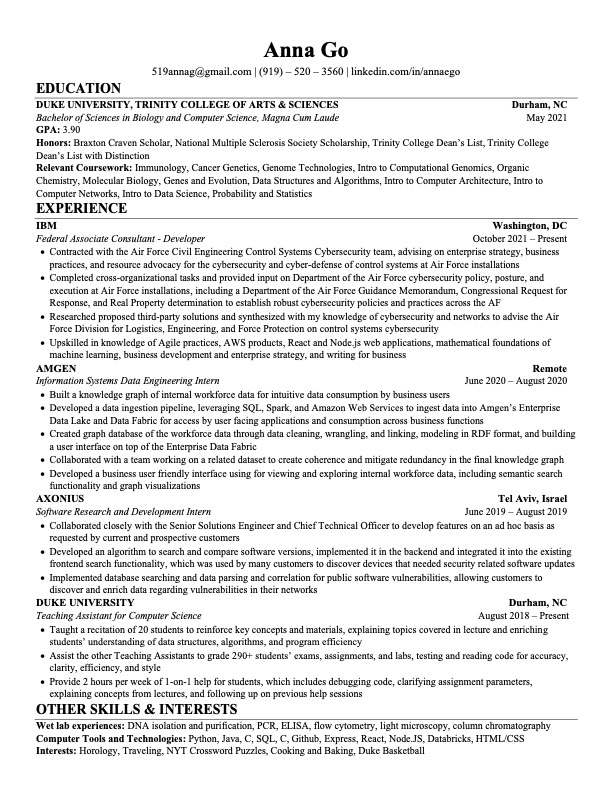 Anna Go
519annag@gmail.com | (919) – 520 – 3560 | linkedin.com/in/annaego
EDUCATION
DUKE UNIVERSITY, TRINITY COLLEGE OF ARTS & SCIENCES Durham, NC
Bachelor of Sciences in Biology and Computer Science, Magna Cum Laude May 2021
GPA: 3.90
Honors: Braxton Craven Scholar, National Multiple Sclerosis Society Scholarship, Trinity College Dean's List, Trinity College
Dean's List with Distinction
Relevant Coursework: Immunology, Cancer Genetics, Genome Technologies, Intro to Computational Genomics, Organic
Chemistry, Molecular Biology, Genes and Evolution, Data Structures and Algorithms, Intro to Computer Architecture, Intro to
Computer Networks, Intro to Data Science, Probability and Statistics
EXPERIENCE
IBM Washington, DC
Federal Associate Consultant - Developer October 2021 – Present
• Contracted with the Air Force Civil Engineering Control Systems Cybersecurity team, advising on enterprise strategy, business
practices, and resource advocacy for the cybersecurity and cyber-defense of control systems at Air Force installations
• Completed cross-organizational tasks and provided input on Department of the Air Force cybersecurity policy, posture, and
execution at Air Force installations, including a Department of the Air Force Guidance Memorandum, Congressional Request for
Response, and Real Property determination to establish robust cybersecurity policies and practices across the AF
• Researched proposed third-party solutions and synthesized with my knowledge of cybersecurity and networks to advise the Air
Force Division for Logistics, Engineering, and Force Protection on control systems cybersecurity
• Upskilled in knowledge of Agile practices, AWS products, React and Node.js web applications, mathematical foundations of
machine learning, business development and enterprise strategy, and writing for business
AMGEN Remote
Information Systems Data Engineering Intern June 2020 – August 2020
• Built a knowledge graph of internal workforce data for intuitive data consumption by business users
• Developed a data ingestion pipeline, leveraging SQL, Spark, and Amazon Web Services to ingest data into Amgen's Enterprise
Data Lake and Data Fabric for access by user facing applications and consumption across business functions
• Created graph database of the workforce data through data cleaning, wrangling, and linking, modeling in RDF format, and building
a user interface on top of the Enterprise Data Fabric
• Collaborated with a team working on a related dataset to create coherence and mitigate redundancy in the final knowledge graph
• Developed a business user friendly interface using for viewing and exploring internal workforce data, including semantic search
functionality and graph visualizations
AXONIUS Tel Aviv, Israel
Software Research and Development Intern June 2019 – August 2019
• Collaborated closely with the Senior Solutions Engineer and Chief Technical Officer to develop features on an ad hoc basis as
requested by current and prospective customers
• Developed an algorithm to search and compare software versions, implemented it in the backend and integrated it into the existing
frontend search functionality, which was used by many customers to discover devices that needed security related software updates
• Implemented database searching and data parsing and correlation for public software vulnerabilities, allowing customers to
discover and enrich data regarding vulnerabilities in their networks
DUKE UNIVERSITY Durham, NC
Teaching Assistant for Computer Science August 2018 – Present
• Taught a recitation of 20 students to reinforce key concepts and materials, explaining topics covered in lecture and enriching
students' understanding of data structures, algorithms, and program efficiency
• Assist the other Teaching Assistants to grade 290+ students' exams, assignments, and labs, testing and reading code for accuracy,
clarity, efficiency, and style
• Provide 2 hours per week of 1-on-1 help for students, which includes debugging code, clarifying assignment parameters,
explaining concepts from lectures, and following up on previous help sessions
OTHER SKILLS & INTERESTS
Wet lab experiences: DNA isolation and purification, PCR, ELISA, flow cytometry, light microscopy, column chromatography
Computer Tools and Technologies: Python, Java, C, SQL, C, Github, Express, React, Node.JS, Databricks, HTML/CSS
Interests: Horology, Traveling, NYT Crossword Puzzles, Cooking and Baking, Duke Basketball